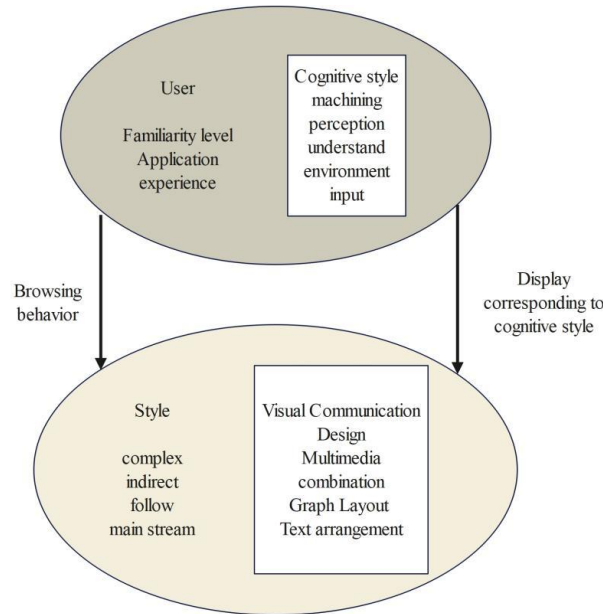 User
Familiarity level
Application
experience
Cognitive style
machining
perception
understand
environment
input
Browsing
behavior
Display
corresponding to
cognitive style
Style
complex
indirect
follow
main stream
Visual Communication
Design
Multimedia
combination
Graph Layout
Text arrangement